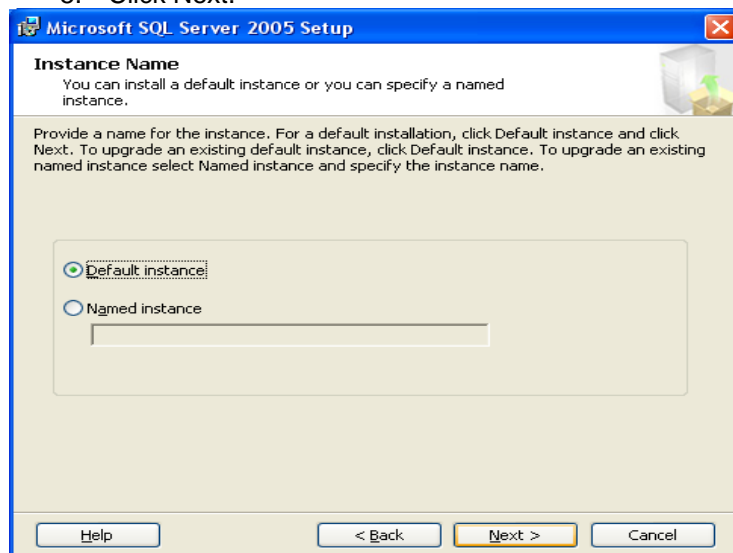 Click Next.
Microsoft SQL Server 2005 Setup
Instance Name
You can install a default instance or you can specify a named
instance.
Provide a name for the instance. For a default installation, click Default instance and click
Next. To upgrade an existing default instance, click Default instance. To upgrade an existing
named instance select Named instance and specify the instance name.
Default instance
Named instance
Help
< Back
Next >
Cancel